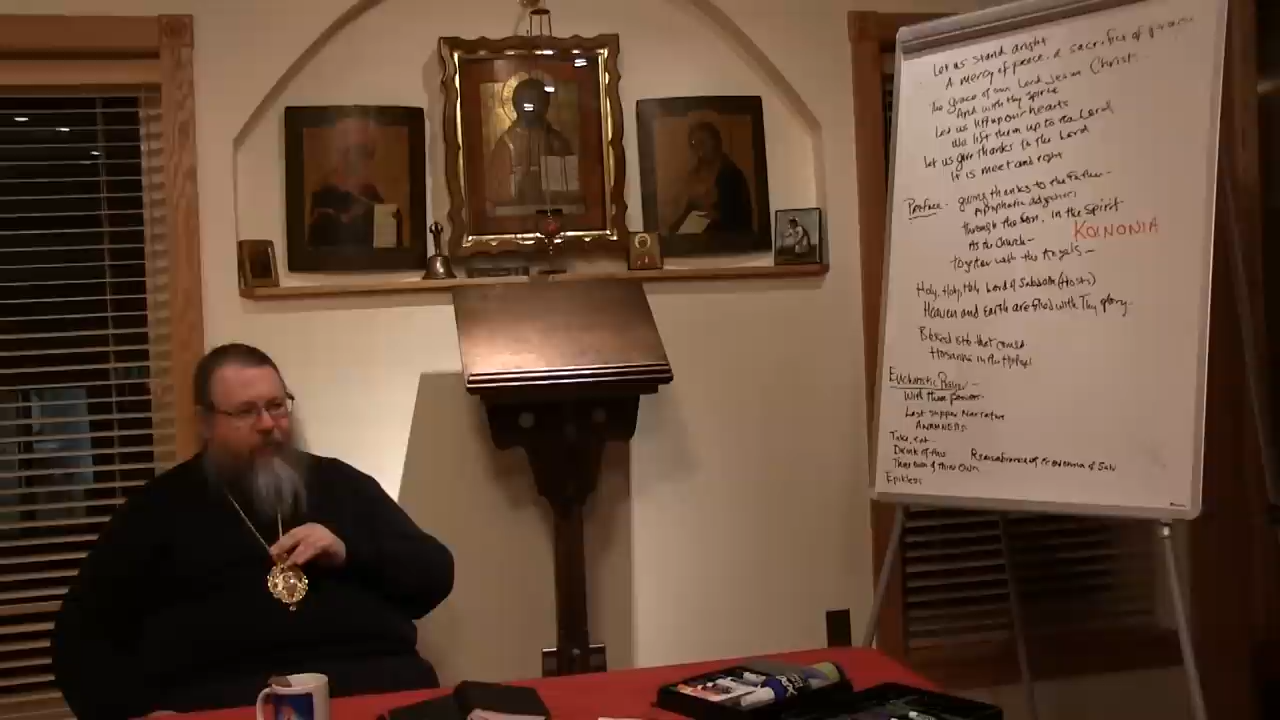 Let us stand aright
A mercy of peace, a sacrifice of praise
The grace of our Lord Jesus Christ
And with thy spirit
Let us lift up our hearts
We lift them up to the Lord
Let us give thanks to the Lord
It is meet and right
Preface - giving thanks to the Father -
Apophatic
through the Son, in the Spirit
KOINONIA
As the Church -
together with the Angels -
Holy, Holy, Holy Lord of Sabaoth (Hosts)
Heaven and Earth are filled with Thy glory
Blessed is He that comes
Hosanna in the Highest
Eucharistic Prayer -
With these powers
Last Supper Narrative
ANAMNESIS
Take, eat
Drink of this
Remembrance of economia of Salv
Thine own of thine own
Epiklesis